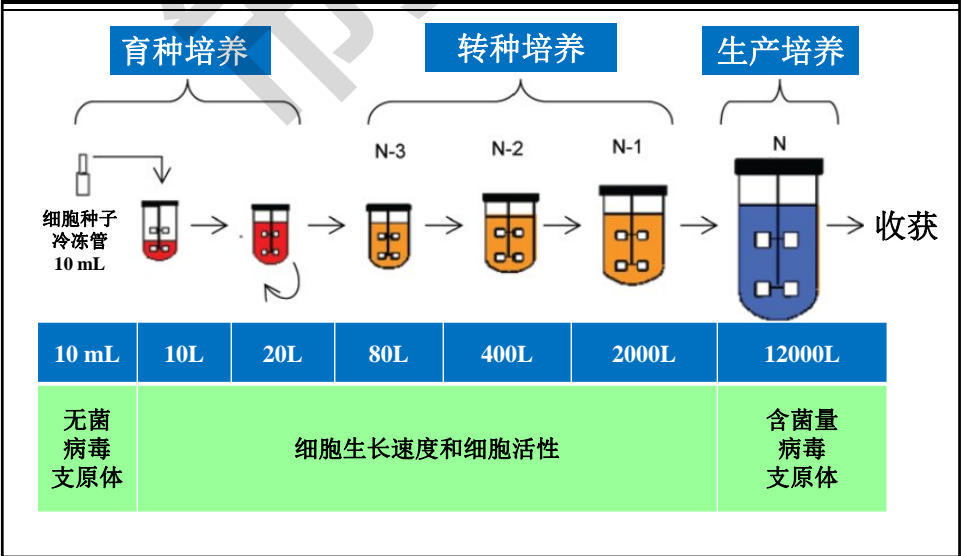 育种培养
转种培养
生产培养
N-3
N-2
N-1
N
细胞种子
冷冻管
10 mL
收获
10 mL
10L
20L
80L
400L
2000L
12000L
无菌
病毒
支原体
细胞生长速度和细胞活性
含菌量
病毒
支原体